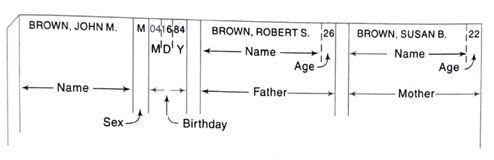 BROWN, JOHN M. M 04 16 84 BROWN, ROBERT S. 26 BROWN, SUSAN B. 22
M D Y Name Name
Age Age
Name Father Mother
Sex Birthday